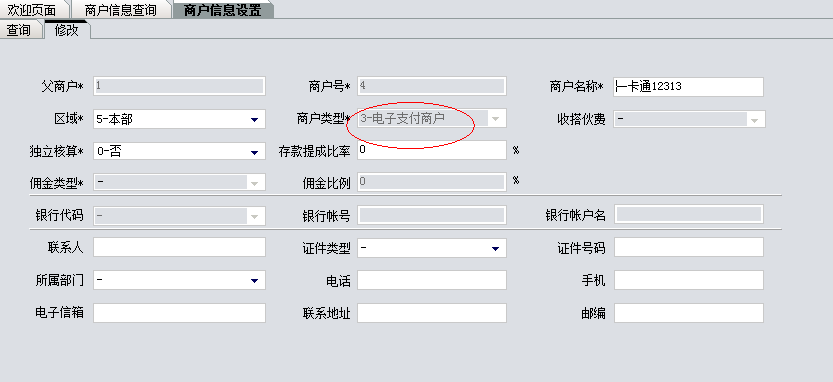 欢迎页面 商户信息查询 商户信息设置
查询 修改
父商户* 1 商户号* 4 商户名称* 一卡通12313
区域* 5-本部 商户类型* 3-电子支付商户 收搭伙费 -
独立核算* 0-否 存款提成比率 0 %
佣金类型* - 佣金比例 0 %
银行代码 - 银行帐号 银行帐户名
联系人 证件类型 - 证件号码
所属部门 - 电话 手机
电子信箱 联系地址 邮编